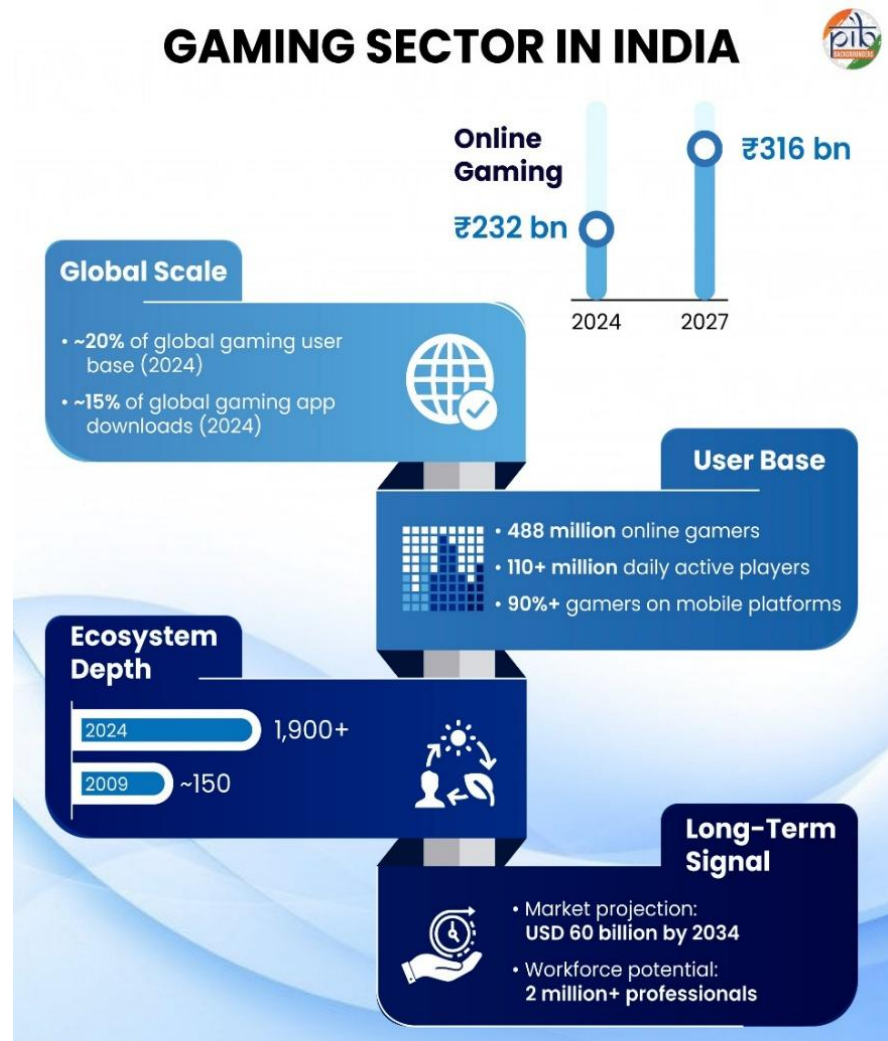 GAMING SECTOR IN INDIA
pib
BACKGROUNDERS
Online
Gaming
₹316 bn
₹232 bn
2024
2027
Global Scale
• ~20% of global gaming user
base (2024)
• ~15% of global gaming app
downloads (2024)
User Base
• 488 million online gamers
• 110+ million daily active players
• 90%+ gamers on mobile platforms
Ecosystem
Depth
2024
1,900+
2009
~150
Long-Term
Signal
• Market projection:
USD 60 billion by 2034
• Workforce potential:
2 million+ professionals